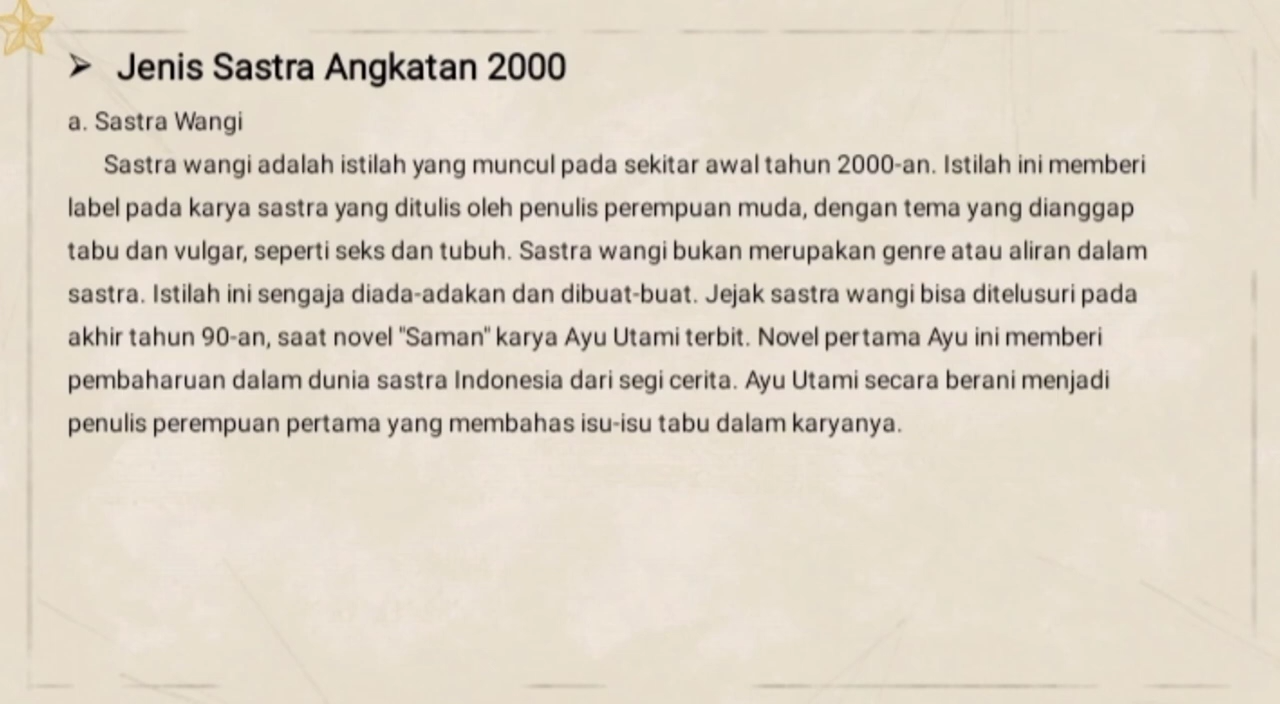 ➤ Jenis Sastra Angkatan 2000
a. Sastra Wangi
Sastra wangi adalah istilah yang muncul pada sekitar awal tahun 2000-an. Istilah ini memberi
label pada karya sastra yang ditulis oleh penulis perempuan muda, dengan tema yang dianggap
tabu dan vulgar, seperti seks dan tubuh. Sastra wangi bukan merupakan genre atau aliran dalam
sastra. Istilah ini sengaja diada-adakan dan dibuat-buat. Jejak sastra wangi bisa ditelusuri pada
akhir tahun 90-an, saat novel "Saman" karya Ayu Utami terbit. Novel pertama Ayu ini memberi
pembaharuan dalam dunia sastra Indonesia dari segi cerita. Ayu Utami secara berani menjadi
penulis perempuan pertama yang membahas isu-isu tabu dalam karyanya.